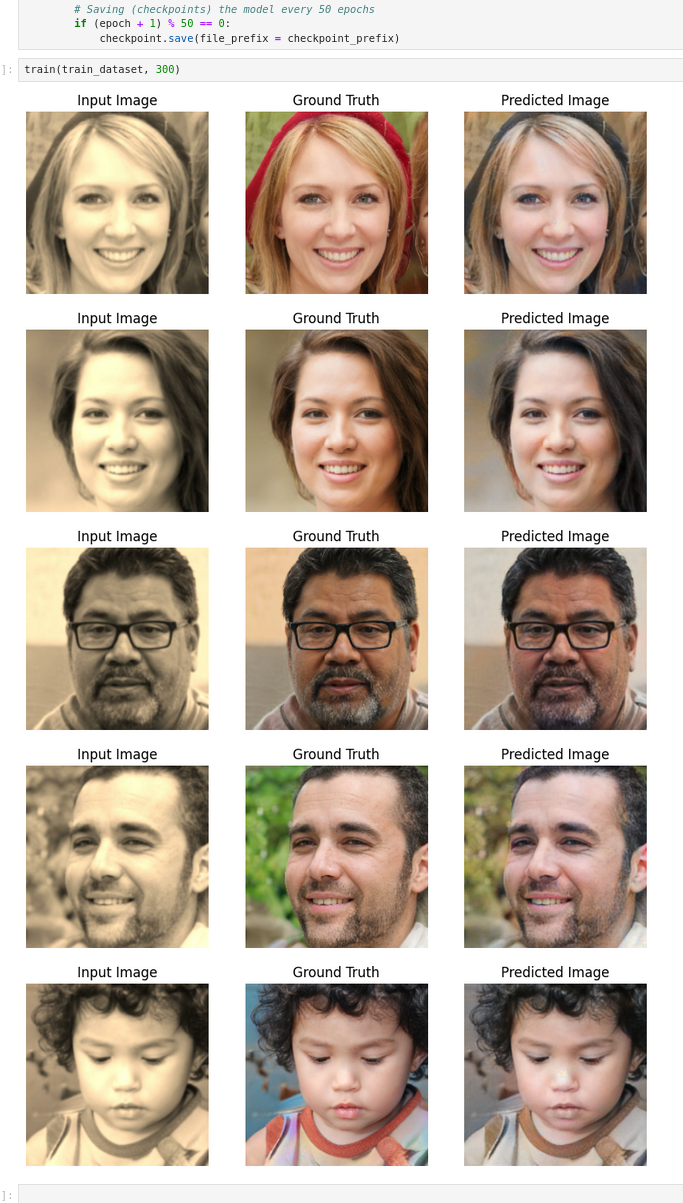 # Saving (checkpoints) the model every 50 epochs
if (epoch + 1) % 50 == 0:
checkpoint.save(file_prefix = checkpoint_prefix)
]:
train(train_dataset, 300)
Input Image
Ground Truth
Predicted Image
Input Image
Ground Truth
Predicted Image
Input Image
Ground Truth
Predicted Image
Input Image
Ground Truth
Predicted Image
Input Image
Ground Truth
Predicted Image
]: